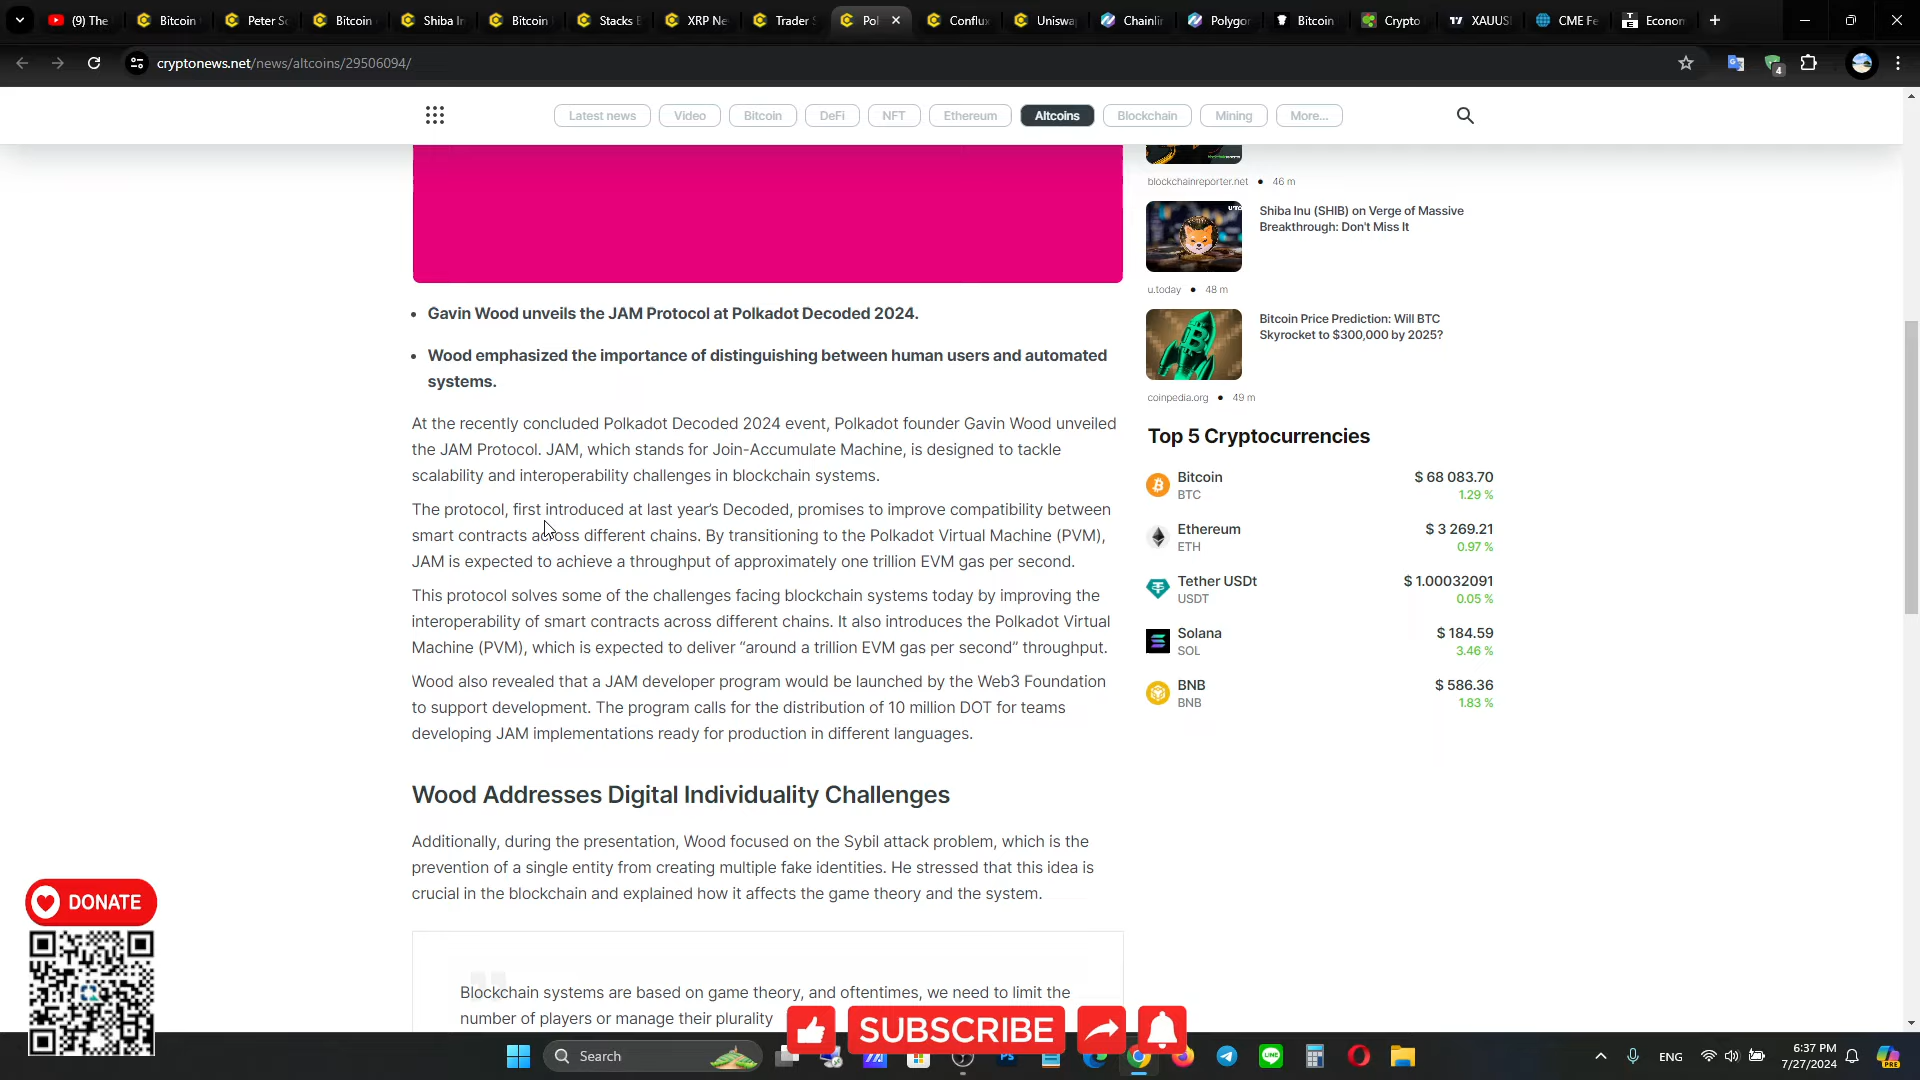 (9) The
Bitcoin
Peter Sc
Bitcoin
Shiba In
Bitcoin
Stacks
XRP Ne
Trader
Pol
Conflux
Uniswa
Chainlin
Polygon
Bitcoin
Crypto
XAUUS
CME Fe
Econom
cryptonews.net/news/altcoins/29506094/
4
Latest news
Video
Bitcoin
DeFi
NFT
Ethereum
Altcoins
Blockchain
Mining
More...
blockchainreporter.net • 46 m
Shiba Inu (SHIB) on Verge of Massive
Breakthrough: Don't Miss It
u.today • 48 m
Bitcoin Price Prediction: Will BTC
Skyrocket to $300,000 by 2025?
coinpedia.org • 49 m
• Gavin Wood unveils the JAM Protocol at Polkadot Decoded 2024.
• Wood emphasized the importance of distinguishing between human users and automated
systems.
At the recently concluded Polkadot Decoded 2024 event, Polkadot founder Gavin Wood unveiled
the JAM Protocol. JAM, which stands for Join-Accumulate Machine, is designed to tackle
scalability and interoperability challenges in blockchain systems.
The protocol, first introduced at last year's Decoded, promises to improve compatibility between
smart contracts across different chains. By transitioning to the Polkadot Virtual Machine (PVM),
JAM is expected to achieve a throughput of approximately one trillion EVM gas per second.
This protocol solves some of the challenges facing blockchain systems today by improving the
interoperability of smart contracts across different chains. It also introduces the Polkadot Virtual
Machine (PVM), which is expected to deliver “around a trillion EVM gas per second” throughput.
Wood also revealed that a JAM developer program would be launched by the Web3 Foundation
to support development. The program calls for the distribution of 10 million DOT for teams
developing JAM implementations ready for production in different languages.
Wood Addresses Digital Individuality Challenges
Additionally, during the presentation, Wood focused on the Sybil attack problem, which is the
prevention of a single entity from creating multiple fake identities. He stressed that this idea is
crucial in the blockchain and explained how it affects the game theory and the system.
Blockchain systems are based on game theory, and oftentimes, we need to limit the
number of players or manage their plurality
Top 5 Cryptocurrencies
Bitcoin $ 68 083.70
BTC 1.29 %
Ethereum $ 3 269.21
ETH 0.97 %
Tether USDt $ 1.00032091
USDT 0.05 %
Solana $ 184.59
SOL 3.46 %
BNB $ 586.36
BNB 1.83 %
DONATE
SUBSCRIBE
Search
ENG
6:37 PM
7/27/2024